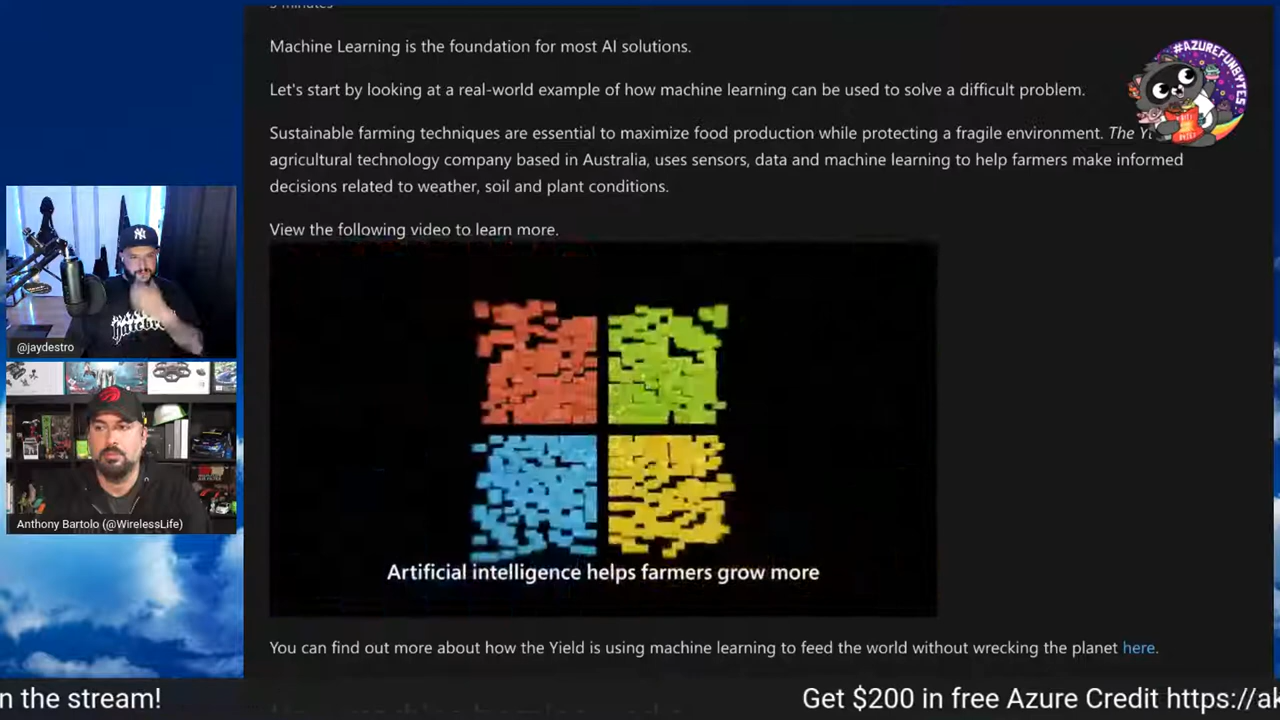 5 minutes
Machine Learning is the foundation for most AI solutions.
#AZUREFUNBYTES
Let's start by looking at a real-world example of how machine learning can be used to solve a difficult problem.
Sustainable farming techniques are essential to maximize food production while protecting a fragile environment. The
agricultural technology company based in Australia, uses sensors, data and machine learning to help farmers make informed
decisions related to weather, soil and plant conditions.
View the following video to learn more.
@jaydestro
Anthony Bartolo (@WirelessLife)
Artificial intelligence helps farmers grow more
You can find out more about how the Yield is using machine learning to feed the world without wrecking the planet here.
n the stream!
Get $200 in free Azure Credit https://ak